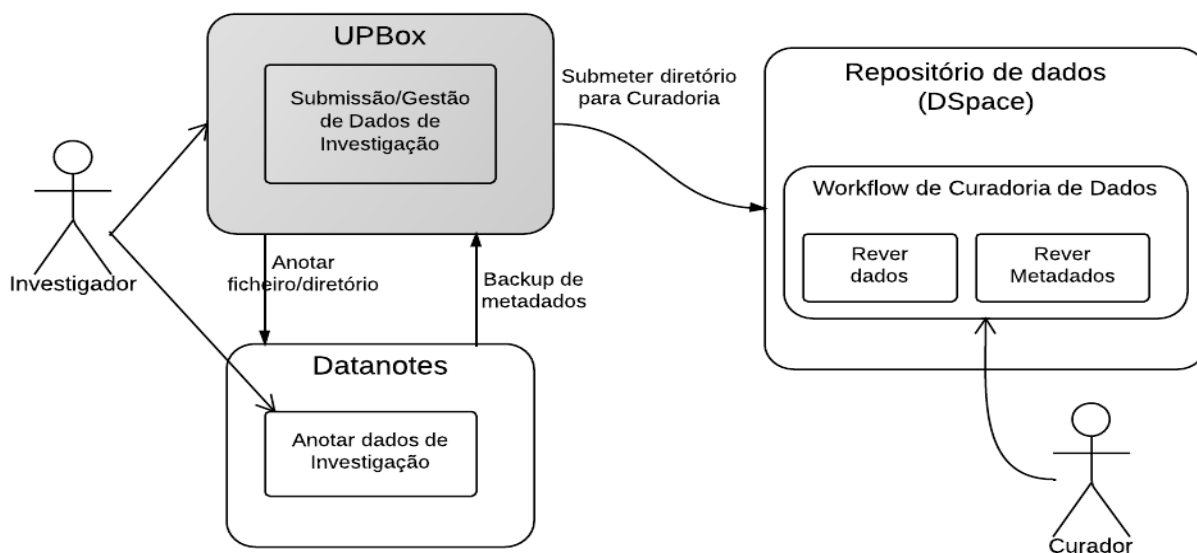 UPBox
Submissão/Gestão
de Dados de
Investigação
Submeter diretório
para Curadoria
Repositório de dados
(DSpace)
Workflow de Curadoria de Dados
Rever
dados
Rever
Metadados
Investigador
Anotar
ficheiro/diretório
Backup de
metadados
Datanotes
Anotar dados de
Investigação
Curador